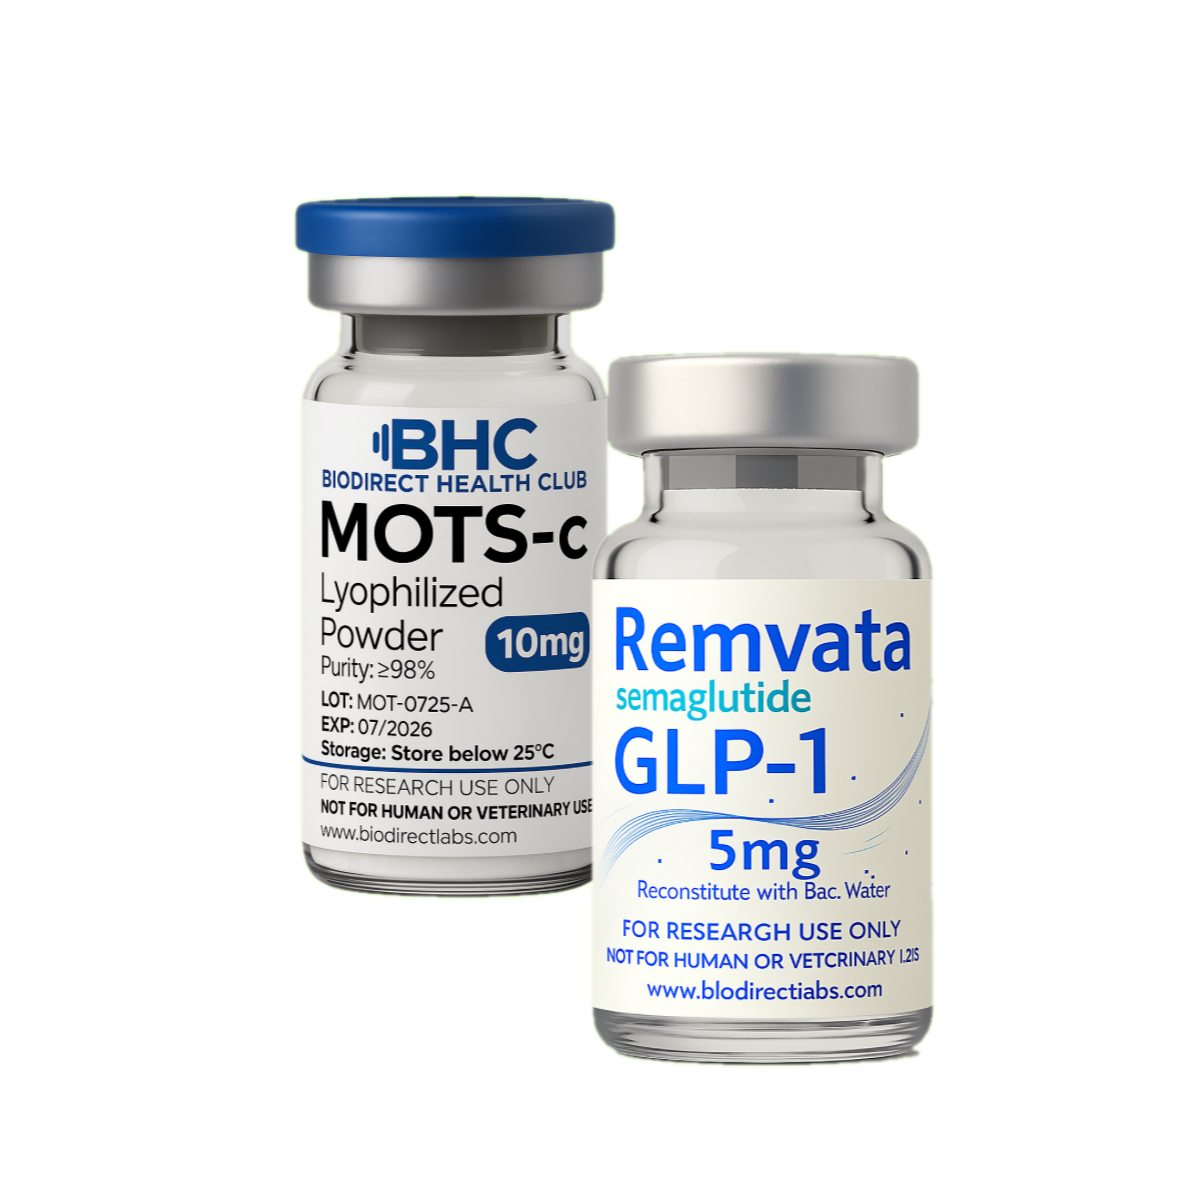 BHC
BIODIRECT HEALTH CLUB
MOTS-c
Lyophilized
Powder
10mg
Purity: ≥98%
LOT: MOT-0725-A
EXP: 07/2026
Storage: Store below 25°C
FOR RESEARCH USE ONLY
NOT FOR HUMAN OR VETERINARY USE
www.biodirectlabs.com
Remvata
semaglutide
GLP-1
5mg
Reconstitute with Bac. Water
FOR RESEARGH USE ONLY
NOT FOR HUMAN OR VETCRINARY I.2IS
www.blodirectiabs.com